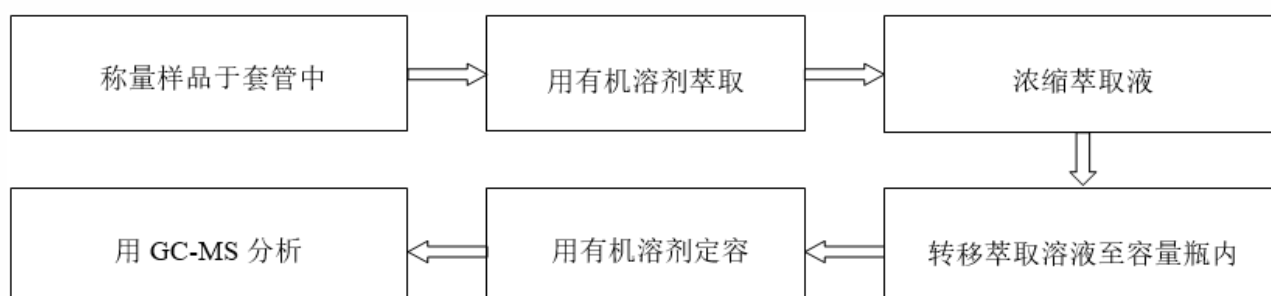 称量样品于套管中
用有机溶剂萃取
浓缩萃取液
转移萃取溶液至容量瓶内
用有机溶剂定容
用 GC-MS 分析